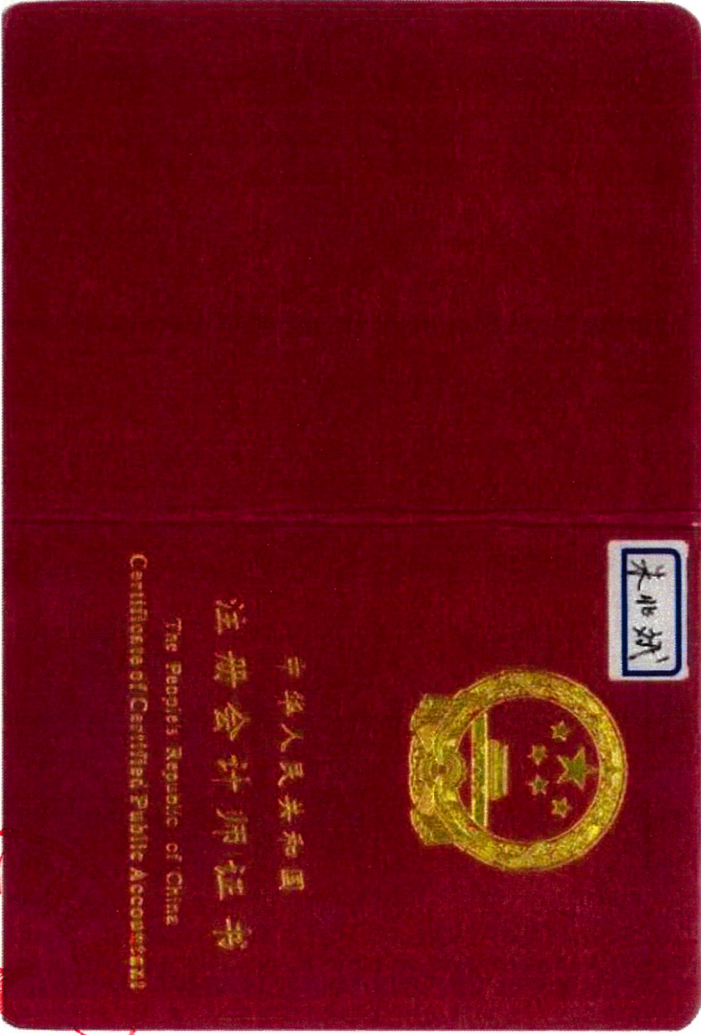 中华人民共和国
注册会计师证书
The People's Republic of China
Certificate of Certified Public Accountant